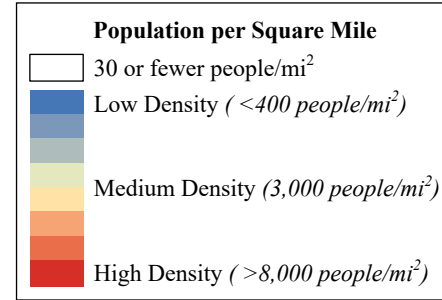 Population per Square Mile
30 or fewer people/mi²
Low Density ( <400 people/mi²)
Medium Density (3,000 people/mi²)
High Density ( >8,000 people/mi²)